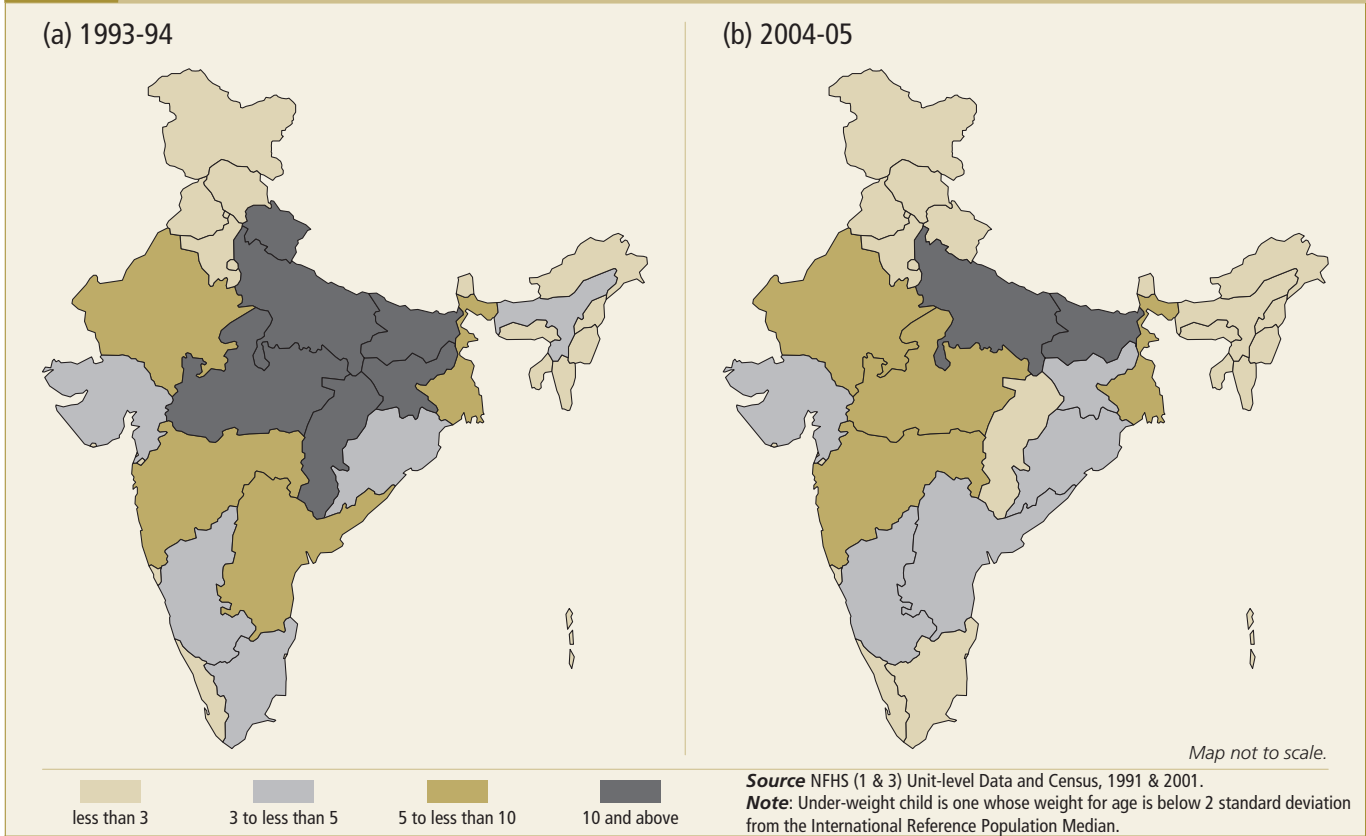 (a) 1993-94
(b) 2004-05
Map not to scale.
less than 3
3 to less than 5
5 to less than 10
10 and above
Source NFHS (1 & 3) Unit-level Data and Census, 1991 & 2001.
Note: Under-weight child is one whose weight for age is below 2 standard deviation
from the International Reference Population Median.